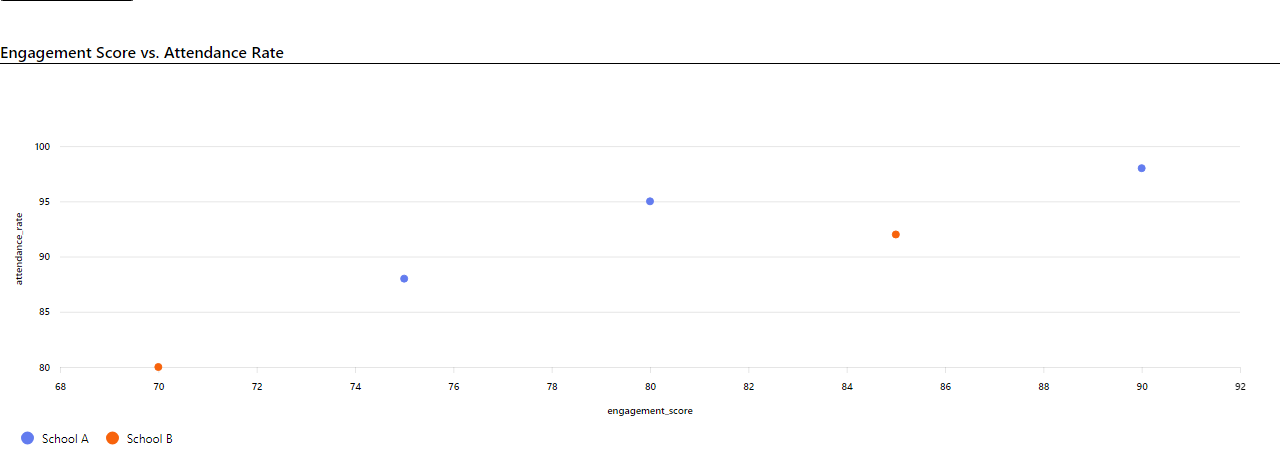 Engagement Score vs. Attendance Rate
100
95
90
85
80
attendance_rate
68 70 72 74 76 78 80 82 84 86 88 90 92
engagement_score
School A School B